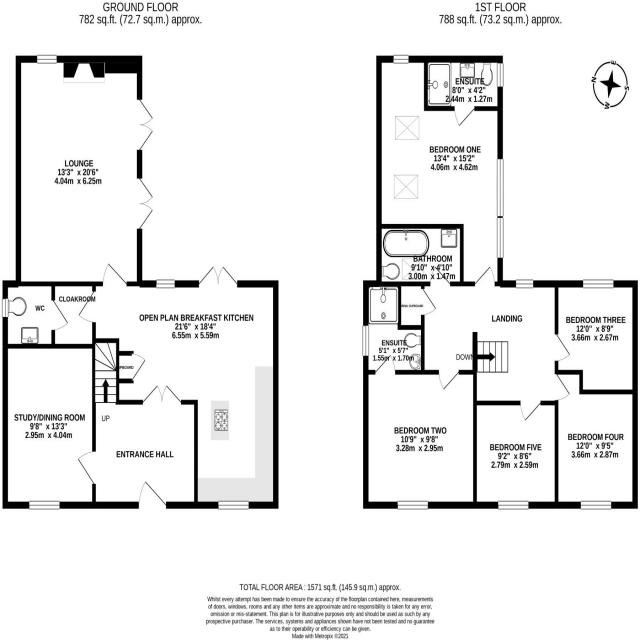 GROUND FLOOR
782 sq.ft. (72.7 sq.m.) approx.
1ST FLOOR
788 sq.ft. (73.2 sq.m.) approx.
LOUNGE
13'3" x 20'6"
4.04m x 6.25m
WC
CLOAKROOM
OPEN PLAN BREAKFAST KITCHEN
21'6" x 18'4"
6.55m x 5.59m
UP
STUDY/DINING ROOM
9'8" x 13'3"
2.95m x 4.04m
ENTRANCE HALL
ENSUITE
8'0" x 4'2"
2.44m x 1.27m
N
E
S
W
BEDROOM ONE
13'4" x 15'2"
4.06m x 4.62m
BATHROOM
9'10" x 4'10"
3.00m x 1.47m
LANDING
ENSUITE
5'1" x 5'7"
1.55m x 1.70m
DOWN
BEDROOM THREE
12'0" x 8'9"
3.66m x 2.67m
BEDROOM TWO
10'9" x 9'8"
3.28m x 2.95m
BEDROOM FIVE
9'2" x 8'6"
2.79m x 2.59m
BEDROOM FOUR
12'0" x 9'5"
3.66m x 2.87m
TOTAL FLOOR AREA : 1571 sq.ft. (145.9 sq.m.) approx.
Whilst every attempt has been made to ensure the accuracy of the floorplan contained here, measurements
of doors, windows, rooms and any other items are approximate and no responsibility is taken for any error,
omission or mis-statement. This plan is for illustrative purposes only and should be used as such by any
prospective purchaser. The services, systems and appliances shown have not been tested and no guarantee
as to their operability or efficiency can be given.
Made with Metropix ©2021